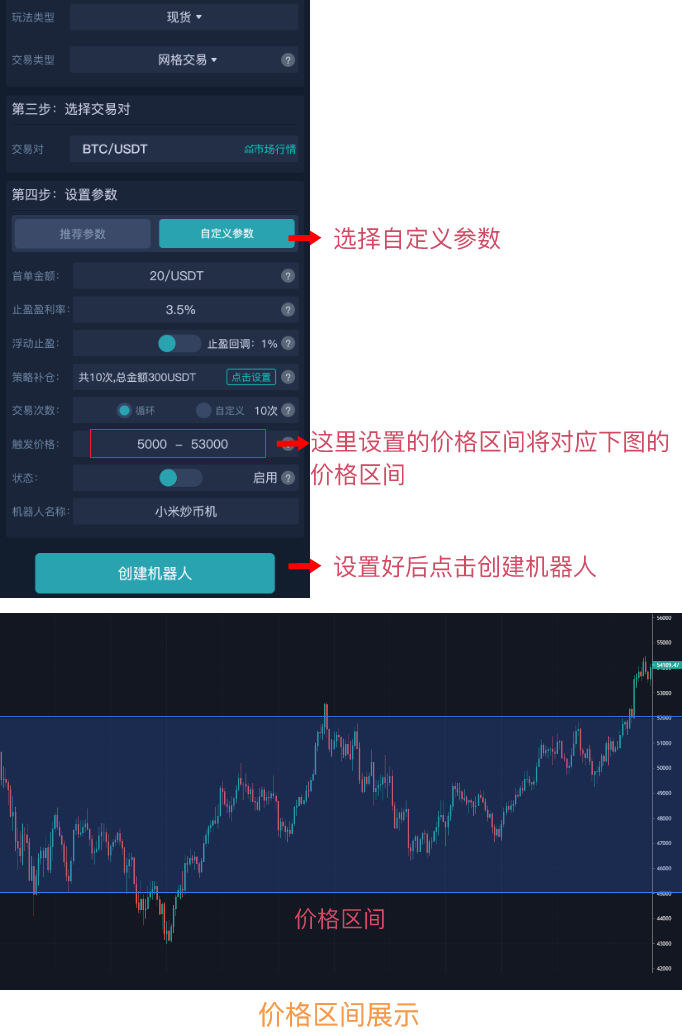 玩法类型 现货
交易类型 网格交易 ?
第三步：选择交易对
交易对 BTC/USDT 市场行情
第四步：设置参数
推荐参数 自定义参数
选择自定义参数
首单金额： 20/USDT ?
止盈盈利率： 3.5% ?
浮动止盈： 止盈回调：1% ?
策略补仓： 共10次,总金额300USDT 点击设置 ?
交易次数： 循环 自定义 10次 ?
触发价格： 5000 – 53000
这里设置的价格区间将对应下图的
价格区间
状态： 启用 ?
机器人名称： 小米炒币机
创建机器人
设置好后点击创建机器人
56000
55000
54109.47
53000
52000
51000
50000
49000
48000
47000
46000
45000
44000
43000
42000
价格区间
价格区间展示